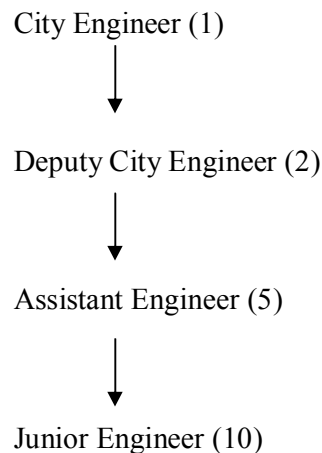 City Engineer (1)
Deputy City Engineer (2)
Assistant Engineer (5)
Junior Engineer (10)